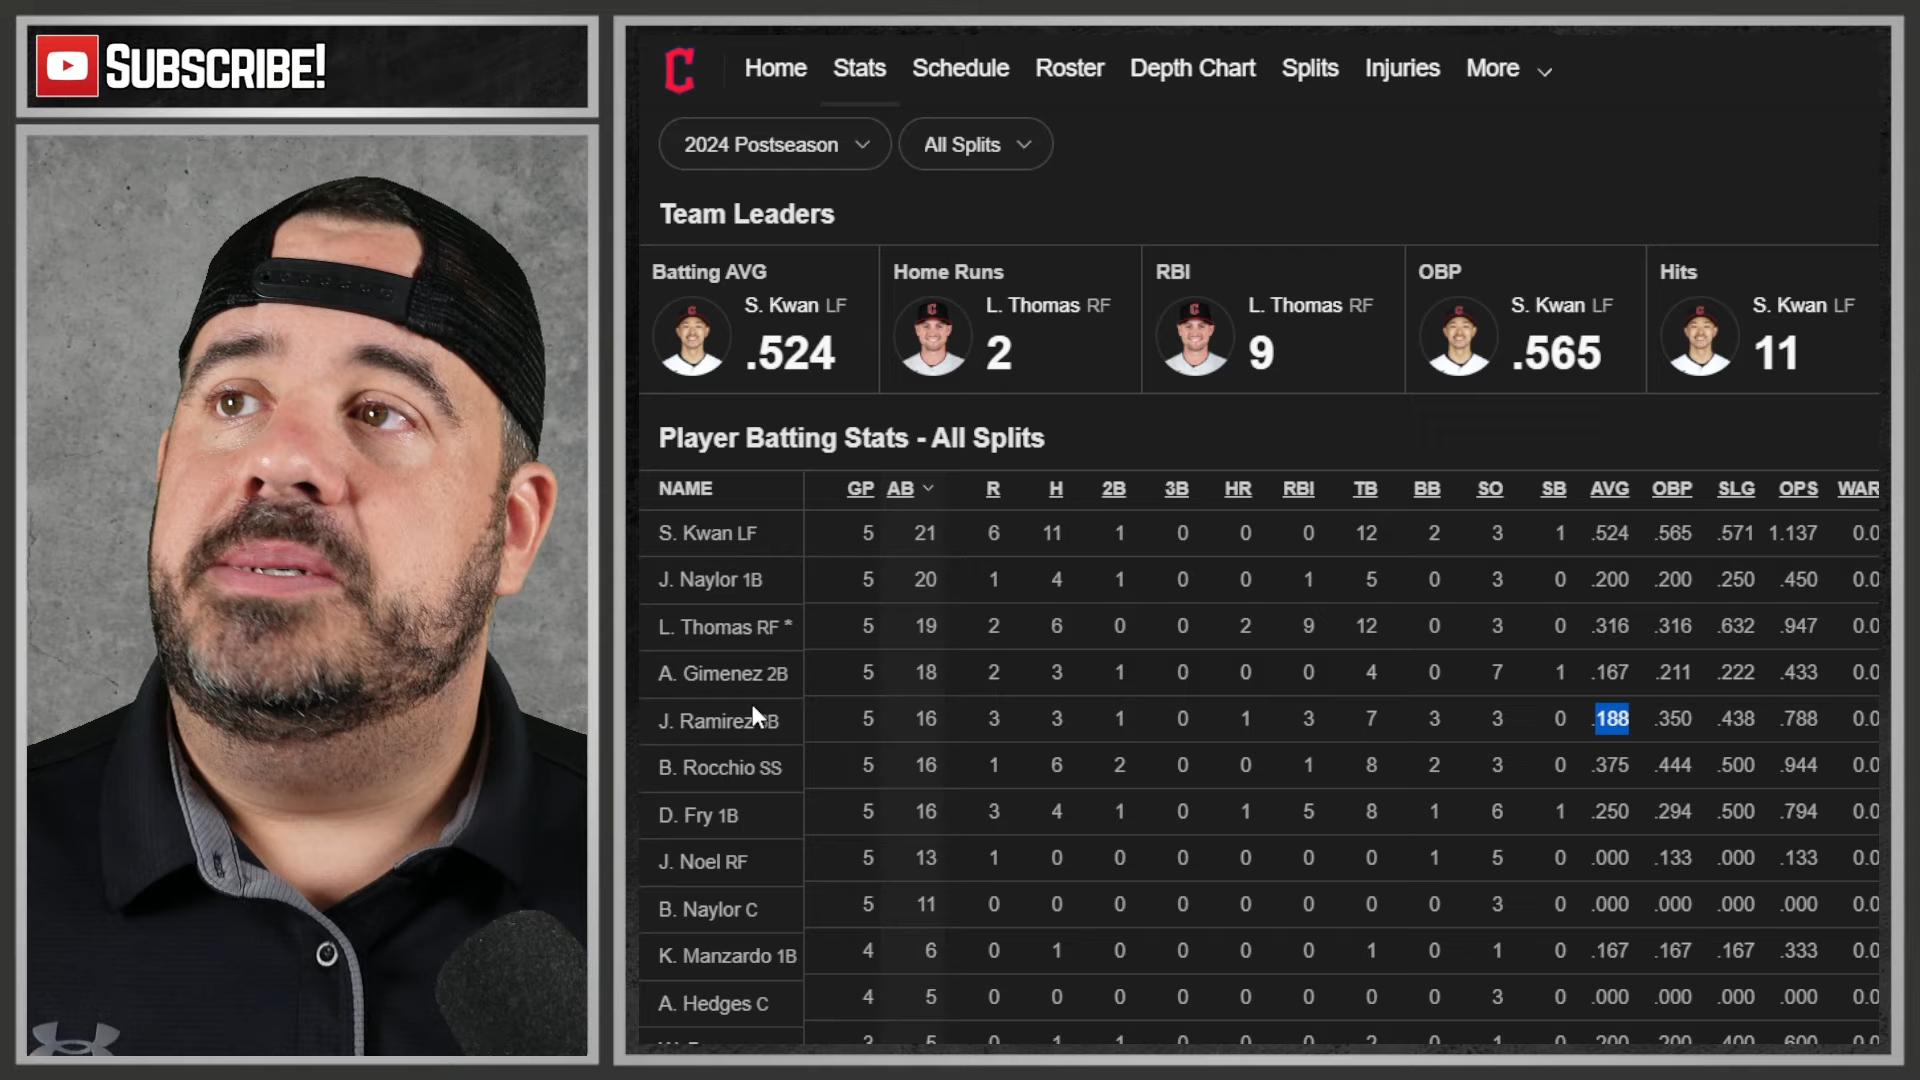 SUBSCRIBE!
C Home Stats Schedule Roster Depth Chart Splits Injuries More
2024 Postseason All Splits
Team Leaders
Batting AVG Home Runs RBI OBP Hits
S. Kwan LF L. Thomas RF L. Thomas RF S. Kwan LF S. Kwan LF
.524 2 9 .565 11
Player Batting Stats - All Splits
NAME GP AB R H 2B 3B HR RBI TB BB SO SB AVG OBP SLG OPS WAR
S. Kwan LF 5 21 6 11 1 0 0 0 12 2 3 1 .524 .565 .571 1.137 0.0
J. Naylor 1B 5 20 1 4 1 0 0 1 5 0 3 0 .200 .200 .250 .450 0.0
L. Thomas RF * 5 19 2 6 0 0 2 9 12 0 3 0 .316 .316 .632 .947 0.0
A. Gimenez 2B 5 18 2 3 1 0 0 0 4 0 7 1 .167 .211 .222 .433 0.0
J. Ramirez 3B 5 16 3 3 1 0 1 3 7 3 3 0 .188 .350 .438 .788 0.0
B. Rocchio SS 5 16 1 6 2 0 0 1 8 2 3 0 .375 .444 .500 .944 0.0
D. Fry 1B 5 16 3 4 1 0 1 5 8 1 6 1 .250 .294 .500 .794 0.0
J. Noel RF 5 13 1 0 0 0 0 0 0 1 5 0 .000 .133 .000 .133 0.0
B. Naylor C 5 11 0 0 0 0 0 0 0 0 3 0 .000 .000 .000 .000 0.0
K. Manzardo 1B 4 6 0 1 0 0 0 0 1 0 1 0 .167 .167 .167 .333 0.0
A. Hedges C 4 5 0 0 0 0 0 0 0 0 3 0 .000 .000 .000 .000 0.0